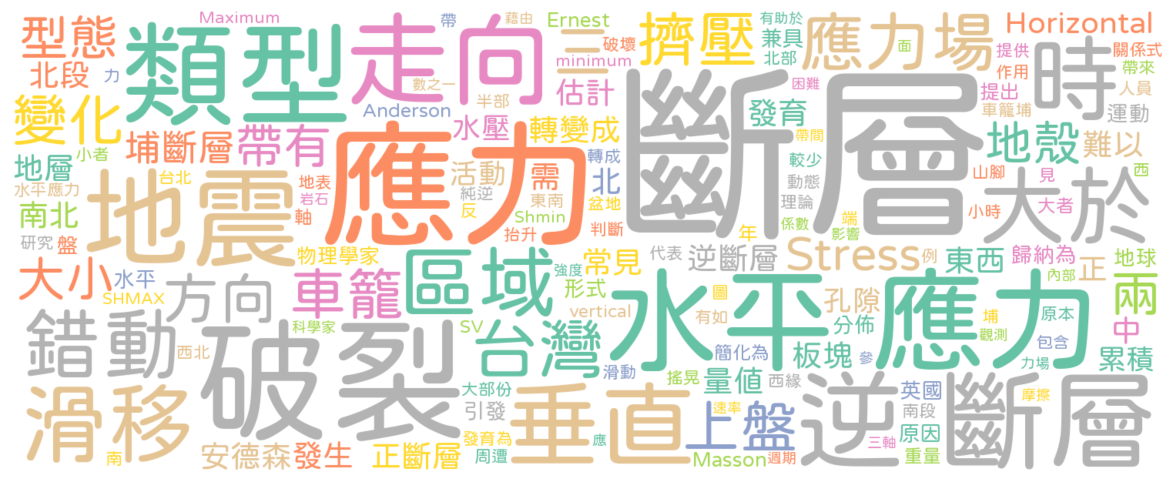 型態
北段
Maximum
類型
走向
帶
藉由
Ernest
三
破壞
minimum
擠壓
有助於
兼具
北部
應力場
面
Horizontal
時
提供
關係式
作用
帶來
提出
人員
力
數之一
半部
估計
困難
車籠埔
運動
變化
Anderson
水壓
轉變成
斷層
發育
帶間
地殼
難以
埔斷層
帶有
應力
小者
地層
水平應力
台北
地震
地表
岩石
軸
活動
純逆
反
東南
需
Shmin
抬升
轉成
北
盆地
判斷
較少
動態
理論
係數
端
影響
山腳
見
西
小時
大者
大於
南北
研究
盤
物理學家
年
代表
逆斷層
Stress
例
東西
歸納為
正
地球
內部
大小
水平
SHMAX
方向
車籠
區域
常見
強度
形式
水平應力
圖
孔隙
兩
埔
原本
觀測
中
包含
錯動
科學家
破裂
SV
台灣
vertical
有如
分佈
簡化為
板塊
參
力場
累積
西北
滑動
搖晃
量值
西緣
英國
摩擦
滑移
大部份
引發
垂直
速率
上盤
逆斷層
南段
原因
三軸
重量
南
安德森
發生
正斷層
發育為
周遭
應
Masson
週期